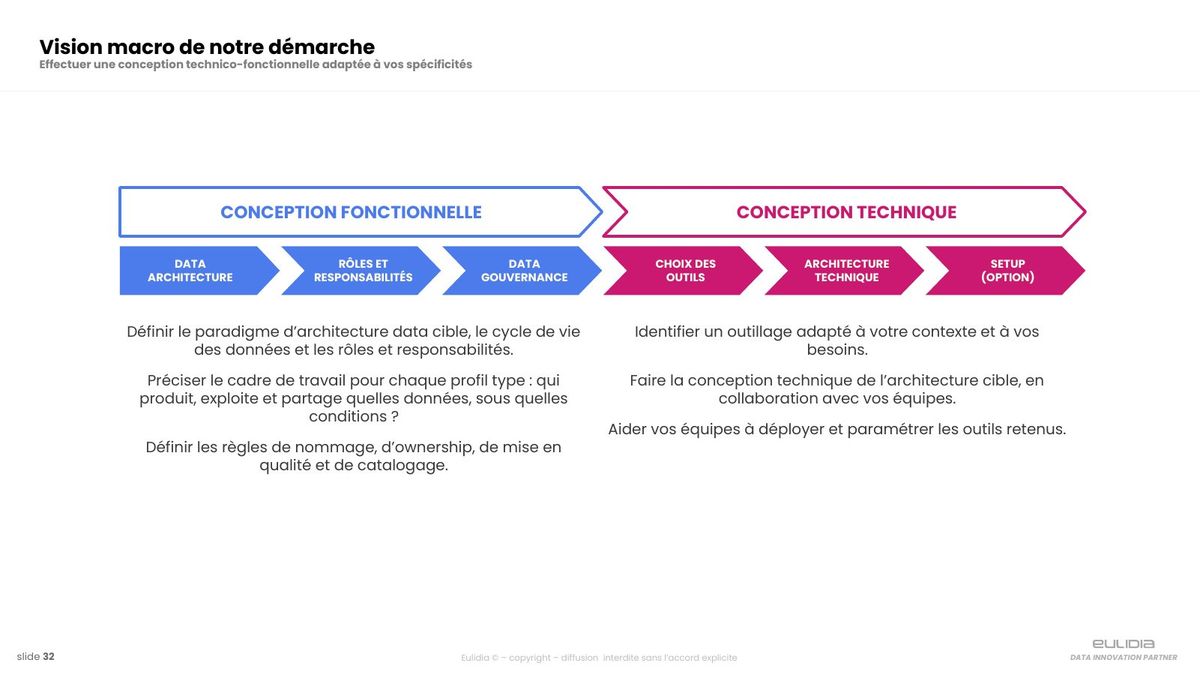 Vision macro de notre démarche
Effectuer une conception technico-fonctionnelle adaptée à vos spécificités
CONCEPTION FONCTIONNELLE
CONCEPTION TECHNIQUE
DATA
ARCHITECTURE
RÔLES ET
RESPONSABILITÉS
DATA
GOUVERNANCE
CHOIX DES
OUTILS
ARCHITECTURE
TECHNIQUE
SETUP
(OPTION)
Définir le paradigme d’architecture data cible, le cycle de vie
des données et les rôles et responsabilités.
Préciser le cadre de travail pour chaque profil type : qui
produit, exploite et partage quelles données, sous quelles
conditions ?
Définir les règles de nommage, d’ownership, de mise en
qualité et de catalogage.
Identifier un outillage adapté à votre contexte et à vos
besoins.
Faire la conception technique de l’architecture cible, en
collaboration avec vos équipes.
Aider vos équipes à déployer et paramétrer les outils retenus.
slide 32
Eulidia © – copyright – diffusion  interdite sans l’accord explicite
EULIDIA
DATA INNOVATION PARTNER